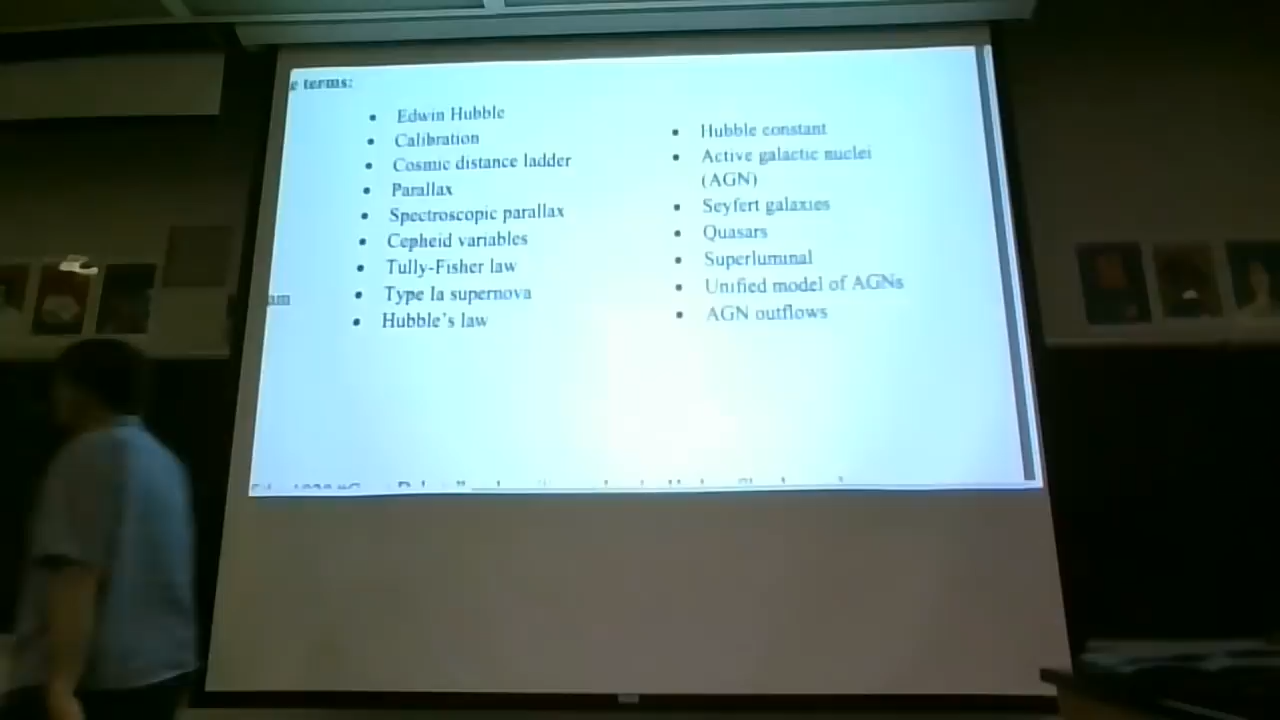 terms:
Edwin Hubble
Calibration
Cosmic distance ladder
Parallax
Spectroscopic parallax
Cepheid variables
Tully-Fisher law
Type Ia supernova
Hubble's law
Hubble constant
Active galactic nuclei
(AGN)
Seyfert galaxies
Quasars
Superluminal
Unified model of AGNs
AGN outflows
am